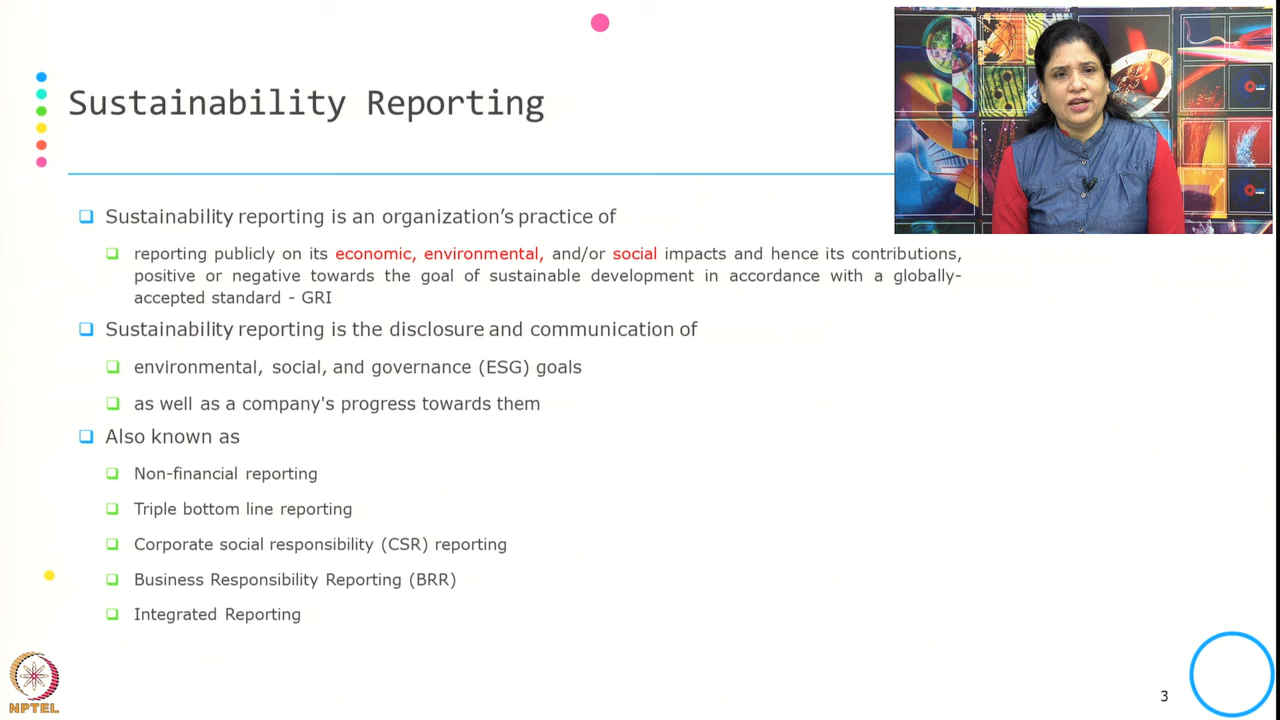 Sustainability Reporting
Sustainability reporting is an organization’s practice of
reporting publicly on its economic, environmental, and/or social impacts and hence its contributions,
positive or negative towards the goal of sustainable development in accordance with a globally-
accepted standard - GRI
Sustainability reporting is the disclosure and communication of
environmental, social, and governance (ESG) goals
as well as a company's progress towards them
Also known as
Non-financial reporting
Triple bottom line reporting
Corporate social responsibility (CSR) reporting
Business Responsibility Reporting (BRR)
Integrated Reporting
NPTEL
3